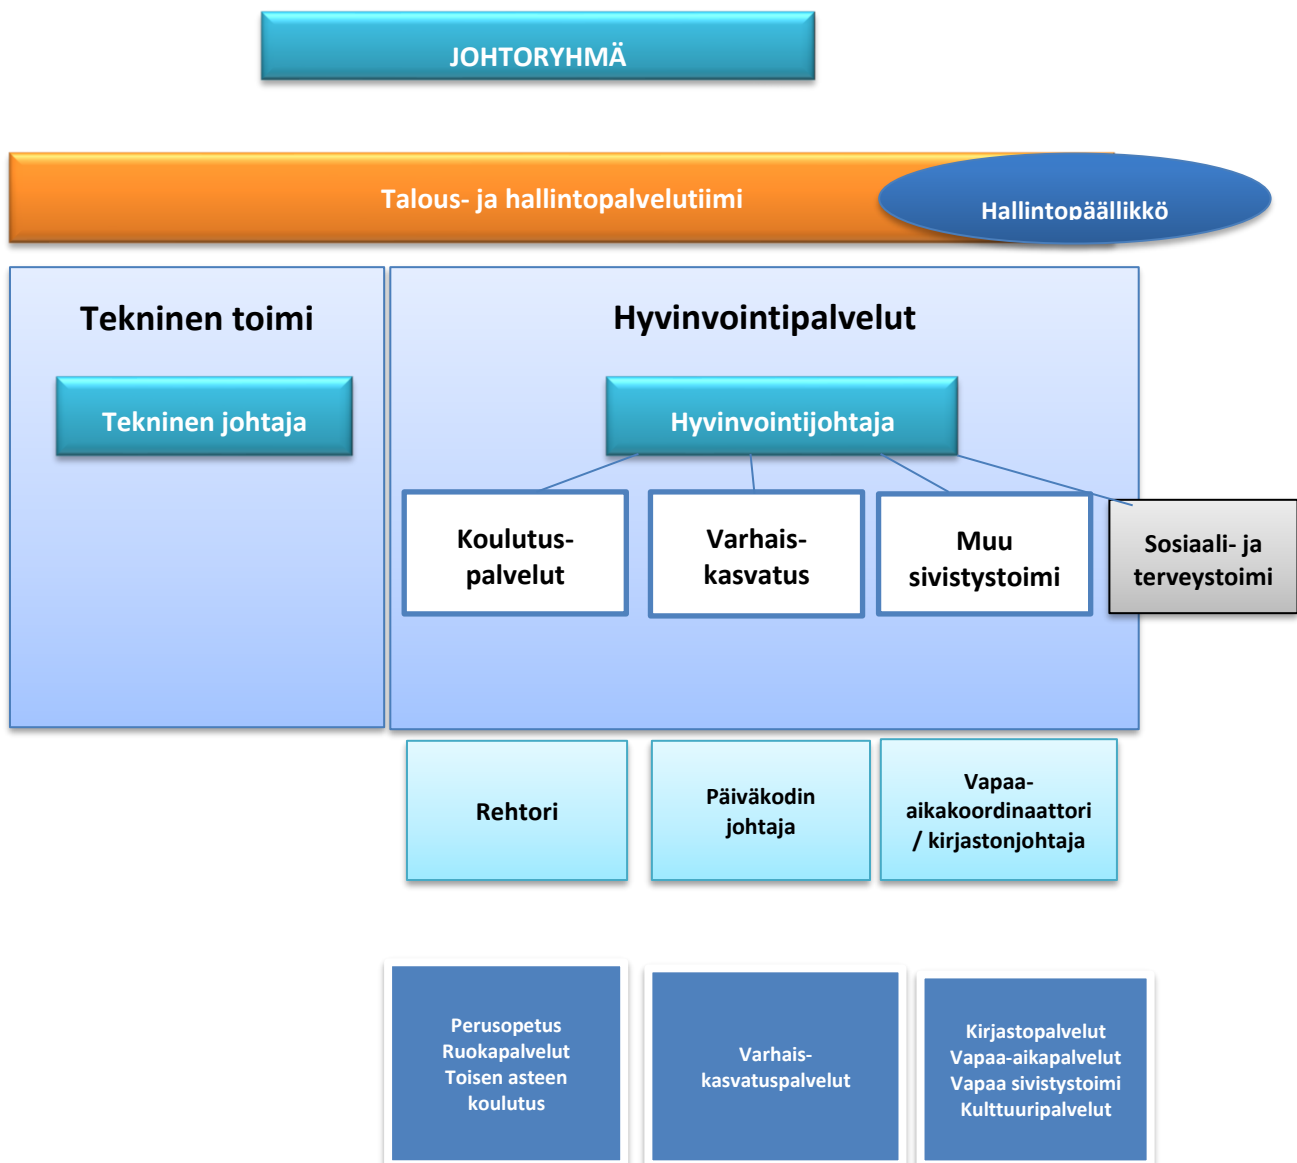 JOHTORYHMÄ
Talous- ja hallintopalvelutiimi
Hallintopäällikkö
Tekninen toimi
Hyvinvointipalvelut
Tekninen johtaja
Hyvinvointijohtaja
Koulutus-
palvelut
Varhais-
kasvatus
Muu
sivistystoimi
Sosiaali- ja
terveystoimi
Rehtori
Päiväkodin
johtaja
Vapaa-
aikakoordinaattori
/ kirjastonjohtaja
Perusopetus
Ruokapalvelut
Toisen asteen
koulutus
Varhais-
kasvatuspalvelut
Kirjastopalvelut
Vapaa-aikapalvelut
Vapaa sivistystoimi
Kulttuuripalvelut